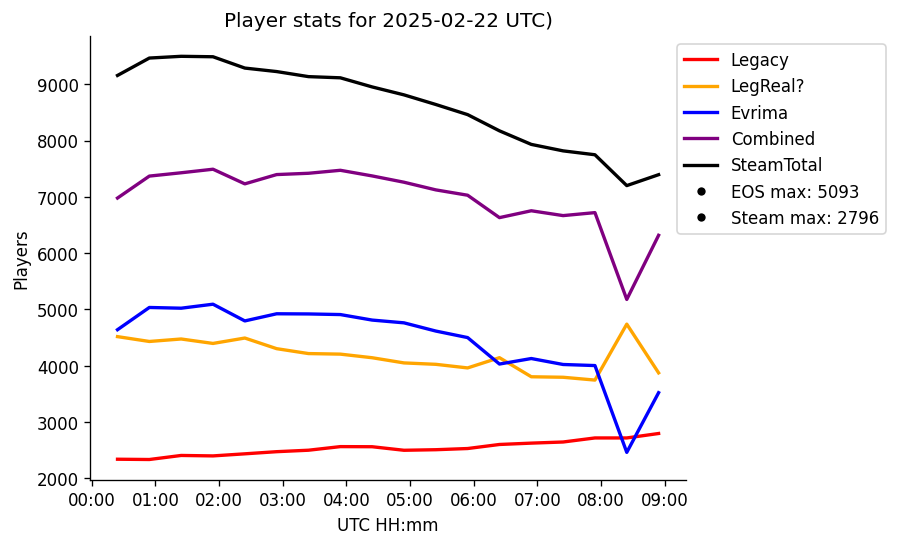 Player stats for 2025-02-22 UTC)
Legacy
LegReal?
Evrima
Combined
SteamTotal
EOS max: 5093
Steam max: 2796
Players
9000
8000
7000
6000
5000
4000
3000
2000
00:00 01:00 02:00 03:00 04:00 05:00 06:00 07:00 08:00 09:00
UTC HH:mm